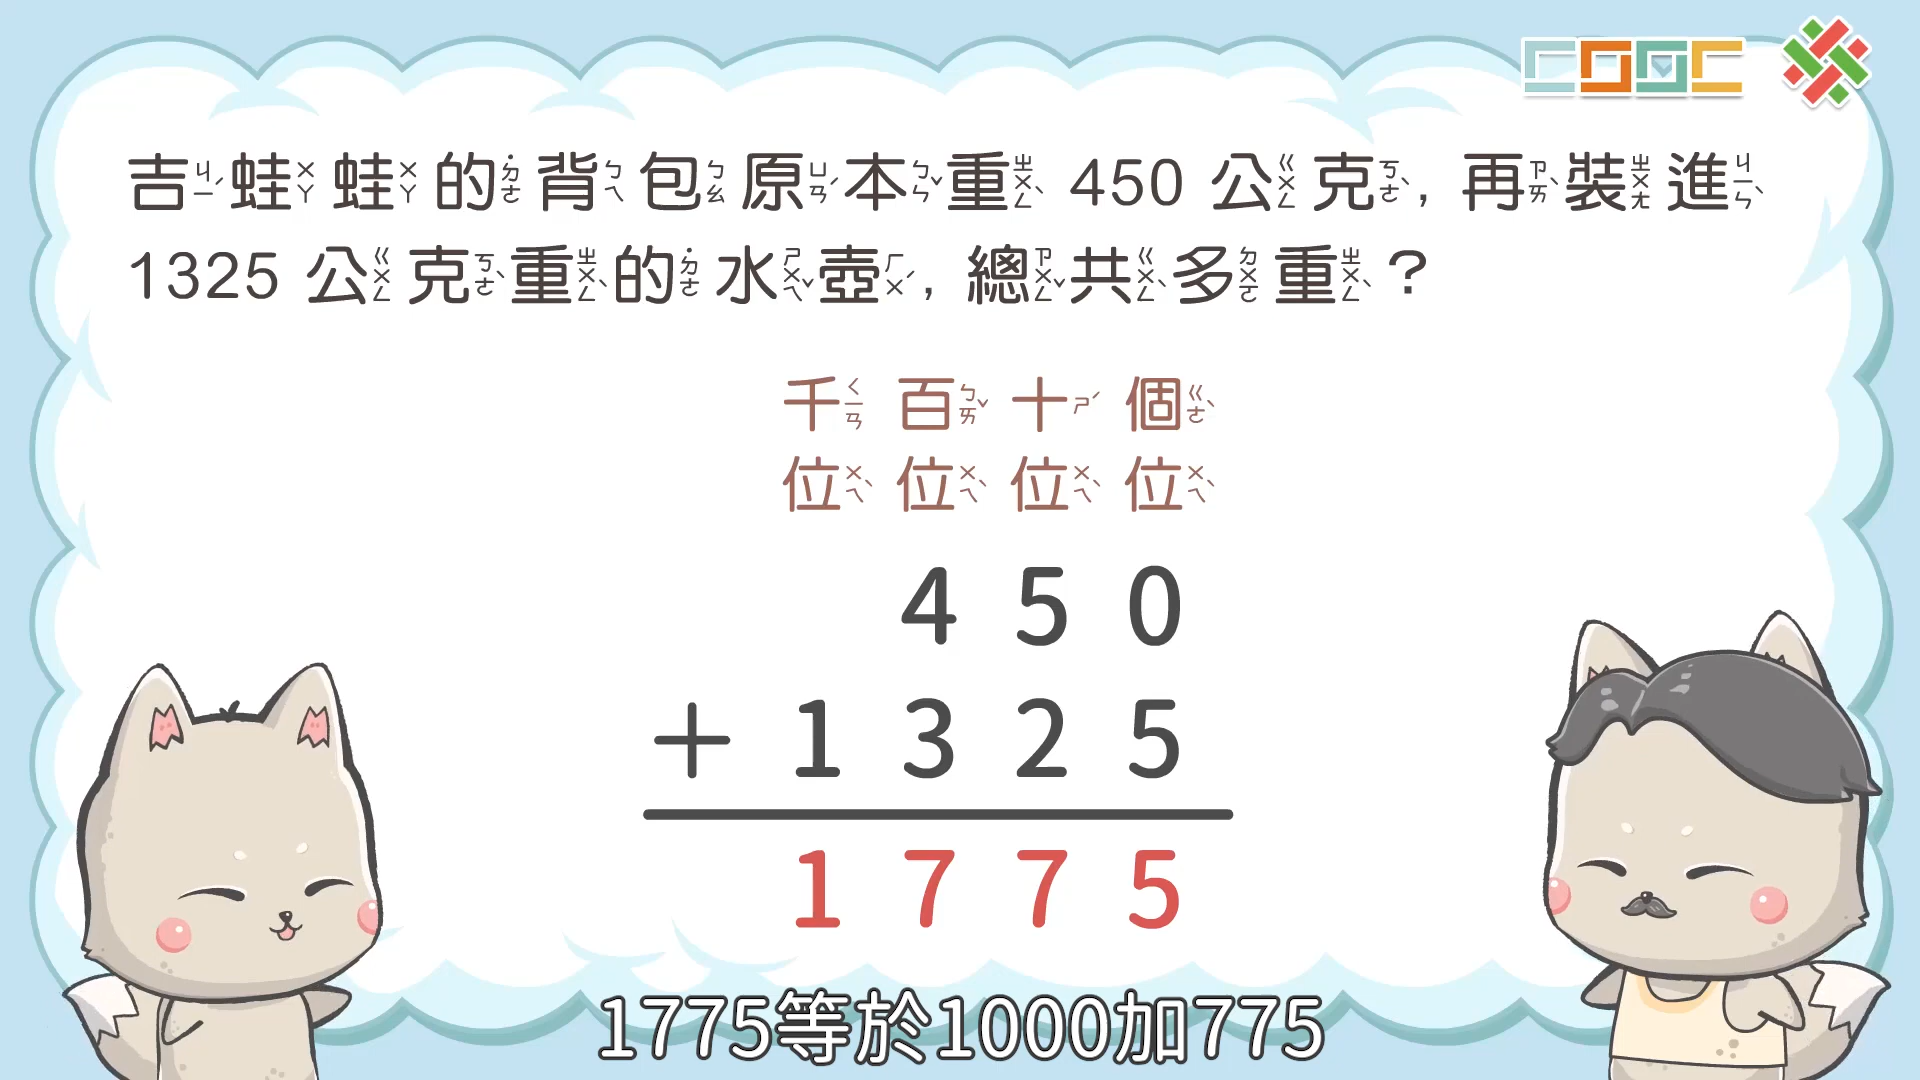 吉蛙蛙的背包原本重 450 公克，再裝進
1325 公克重的水壺，總共多重？
千 百 十 個
位 位 位 位
4 5 0
+ 1 3 2 5
1 7 7 5
1775等於1000加775